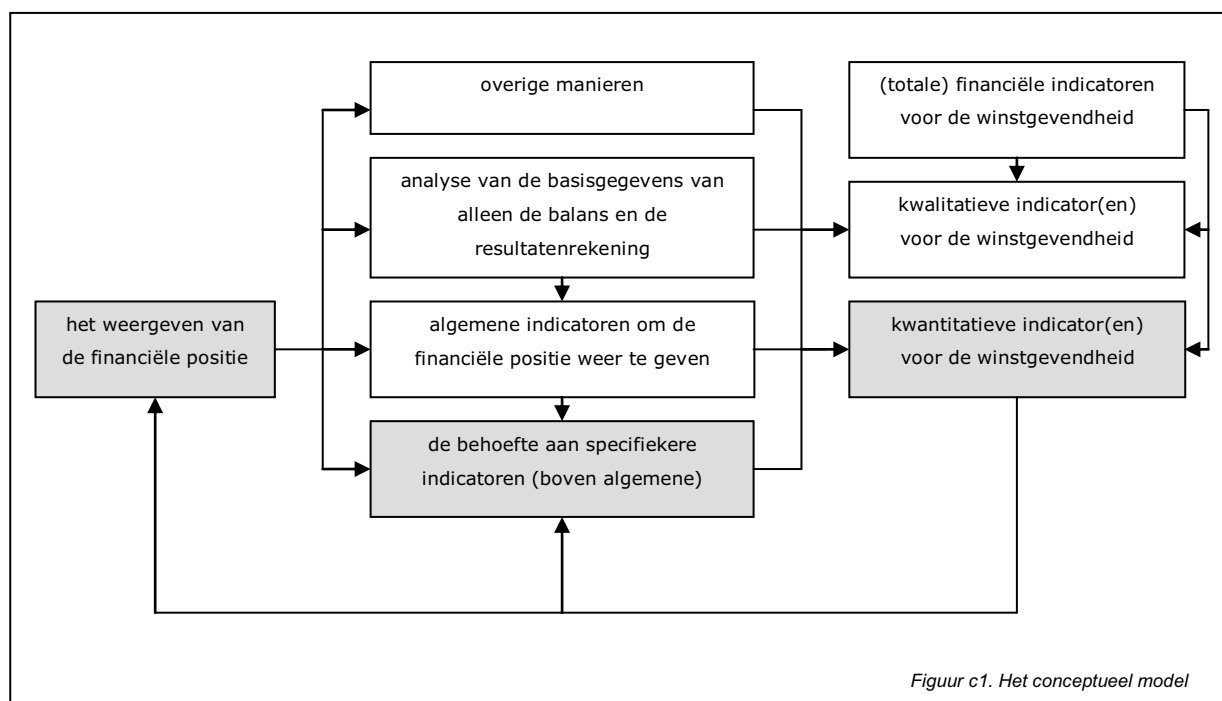 overige manieren
(totale) financiële indicatoren
voor de winstgevendheid
analyse van de basisgegevens van
alleen de balans en de
resultatenrekening
kwalitatieve indicator(en)
voor de winstgevendheid
het weergeven van
de financiële positie
algemene indicatoren om de
financiële positie weer te geven
kwantitatieve indicator(en)
voor de winstgevendheid
de behoefte aan specifiekere
indicatoren (boven algemene)
Figuur c1. Het conceptueel model